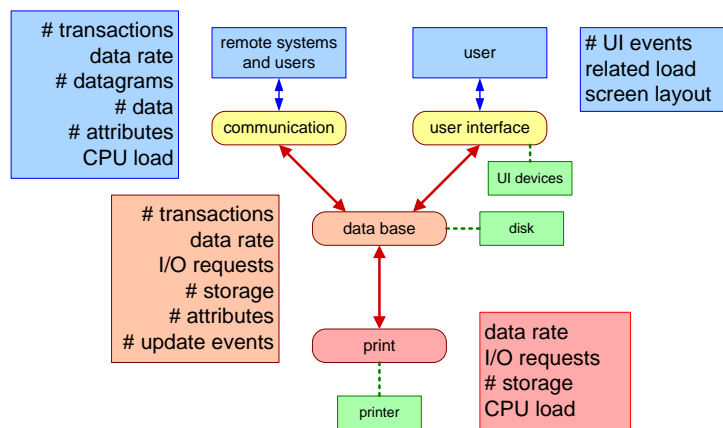 # transactions
data rate
# datagrams
# data
# attributes
CPU load
remote systems
and users
user
# UI events
related load
screen layout
communication
user interface
UI devices
# transactions
data rate
I/O requests
# storage
# attributes
# update events
data base
disk
print
printer
data rate
I/O requests
# storage
CPU load